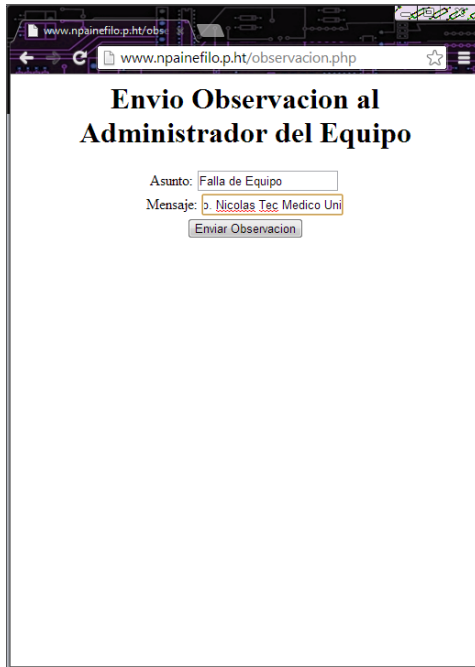 www.npainefilo.p.ht/obs
www.npainefilo.p.ht/observacion.php
Envio Observacion al
Administrador del Equipo
Asunto: Falla de Equipo
Mensaje: o. Nicolas Tec Medico Uni
Enviar Observacion